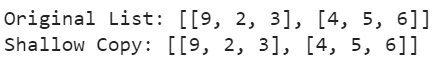 Original List: [[9, 2, 3], [4, 5, 6]]
Shallow Copy: [[9, 2, 3], [4, 5, 6]]